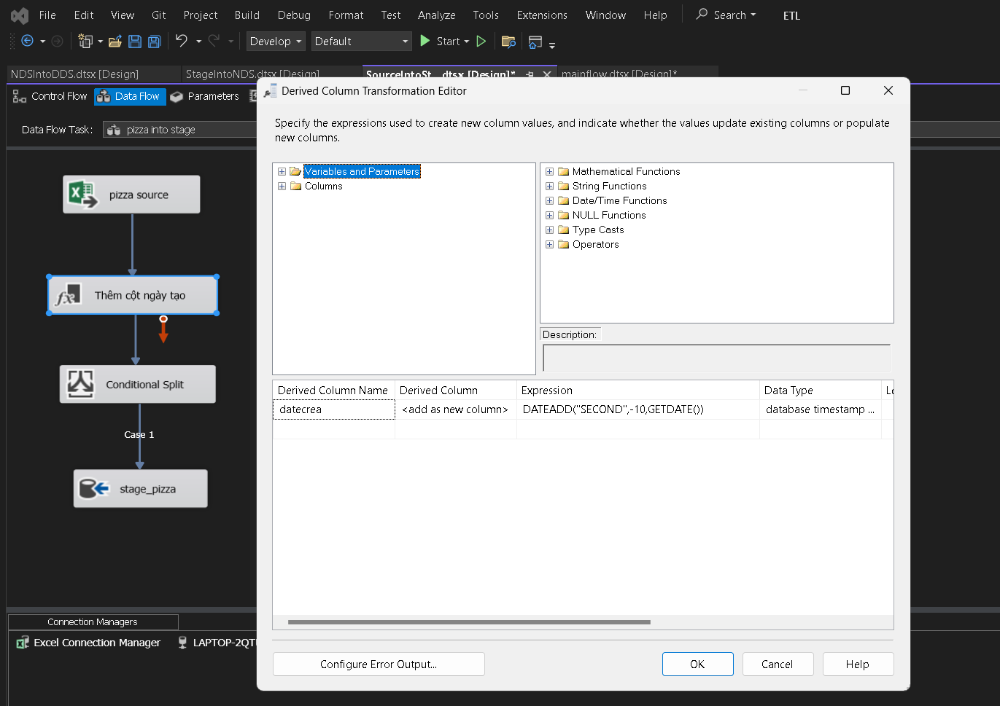 File Edit View Git Project Build Debug Format Test Analyze Tools Extensions Window Help Search ETL
Develop Default Start
NDSIntoDDS.dtsx [Design] StageIntoNDS.dtsx [Design] SourceIntoSt...dtsx [Design]* mainflow.dtsx [Design]*
Control Flow Data Flow Parameters
Data Flow Task: pizza into stage
pizza source
Thêm cột ngày tạo
Conditional Split
Case 1
stage_pizza
Connection Managers
Excel Connection Manager LAPTOP-2QT
Derived Column Transformation Editor
Specify the expressions used to create new column values, and indicate whether the values update existing columns or populate
new columns.
Variables and Parameters
Columns
Mathematical Functions
String Functions
Date/Time Functions
NULL Functions
Type Casts
Operators
Description:
Derived Column Name Derived Column Expression Data Type Le
datecrea <add as new column> DATEADD("SECOND",-10,GETDATE()) database timestamp ...
Configure Error Output... OK Cancel Help